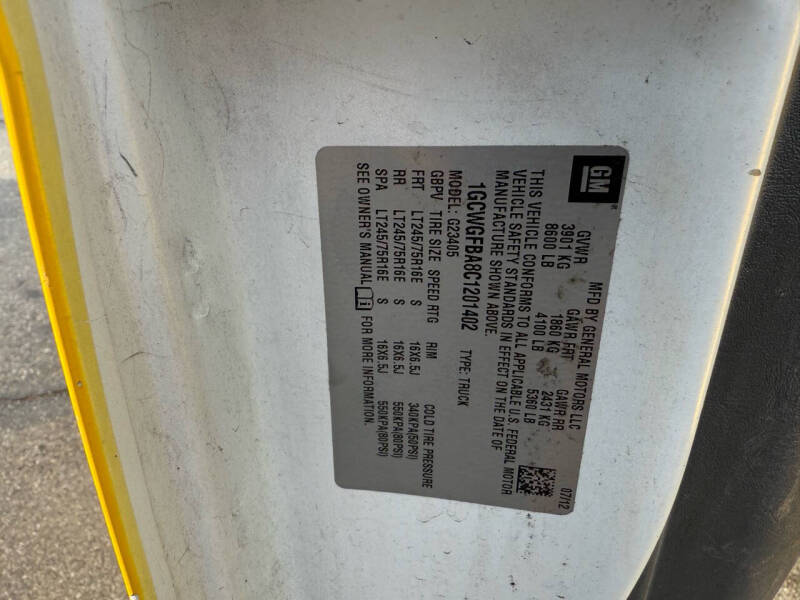 GM
MFD BY GENERAL MOTORS LLC 07/12
GVWR GAWR FRT GAWR RR
3901 KG 1860 KG 2431 KG
8600 LB 4100 LB 5360 LB
THIS VEHICLE CONFORMS TO ALL APPLICABLE U.S. FEDERAL MOTOR
VEHICLE SAFETY STANDARDS IN EFFECT ON THE DATE OF
MANUFACTURE SHOWN ABOVE.
1GCWGFBA8C1201402 TYPE: TRUCK
MODEL: G23405
GBPV TIRE SIZE SPEED RTG RIM COLD TIRE PRESSURE
FRT LT245/75R16E S 16X6.5J 340KPA(50PSI)
RR LT245/75R16E S 16X6.5J 550KPA(80PSI)
SPA LT245/75R16E S 16X6.5J 550KPA(80PSI)
SEE OWNER'S MANUAL FOR MORE INFORMATION.